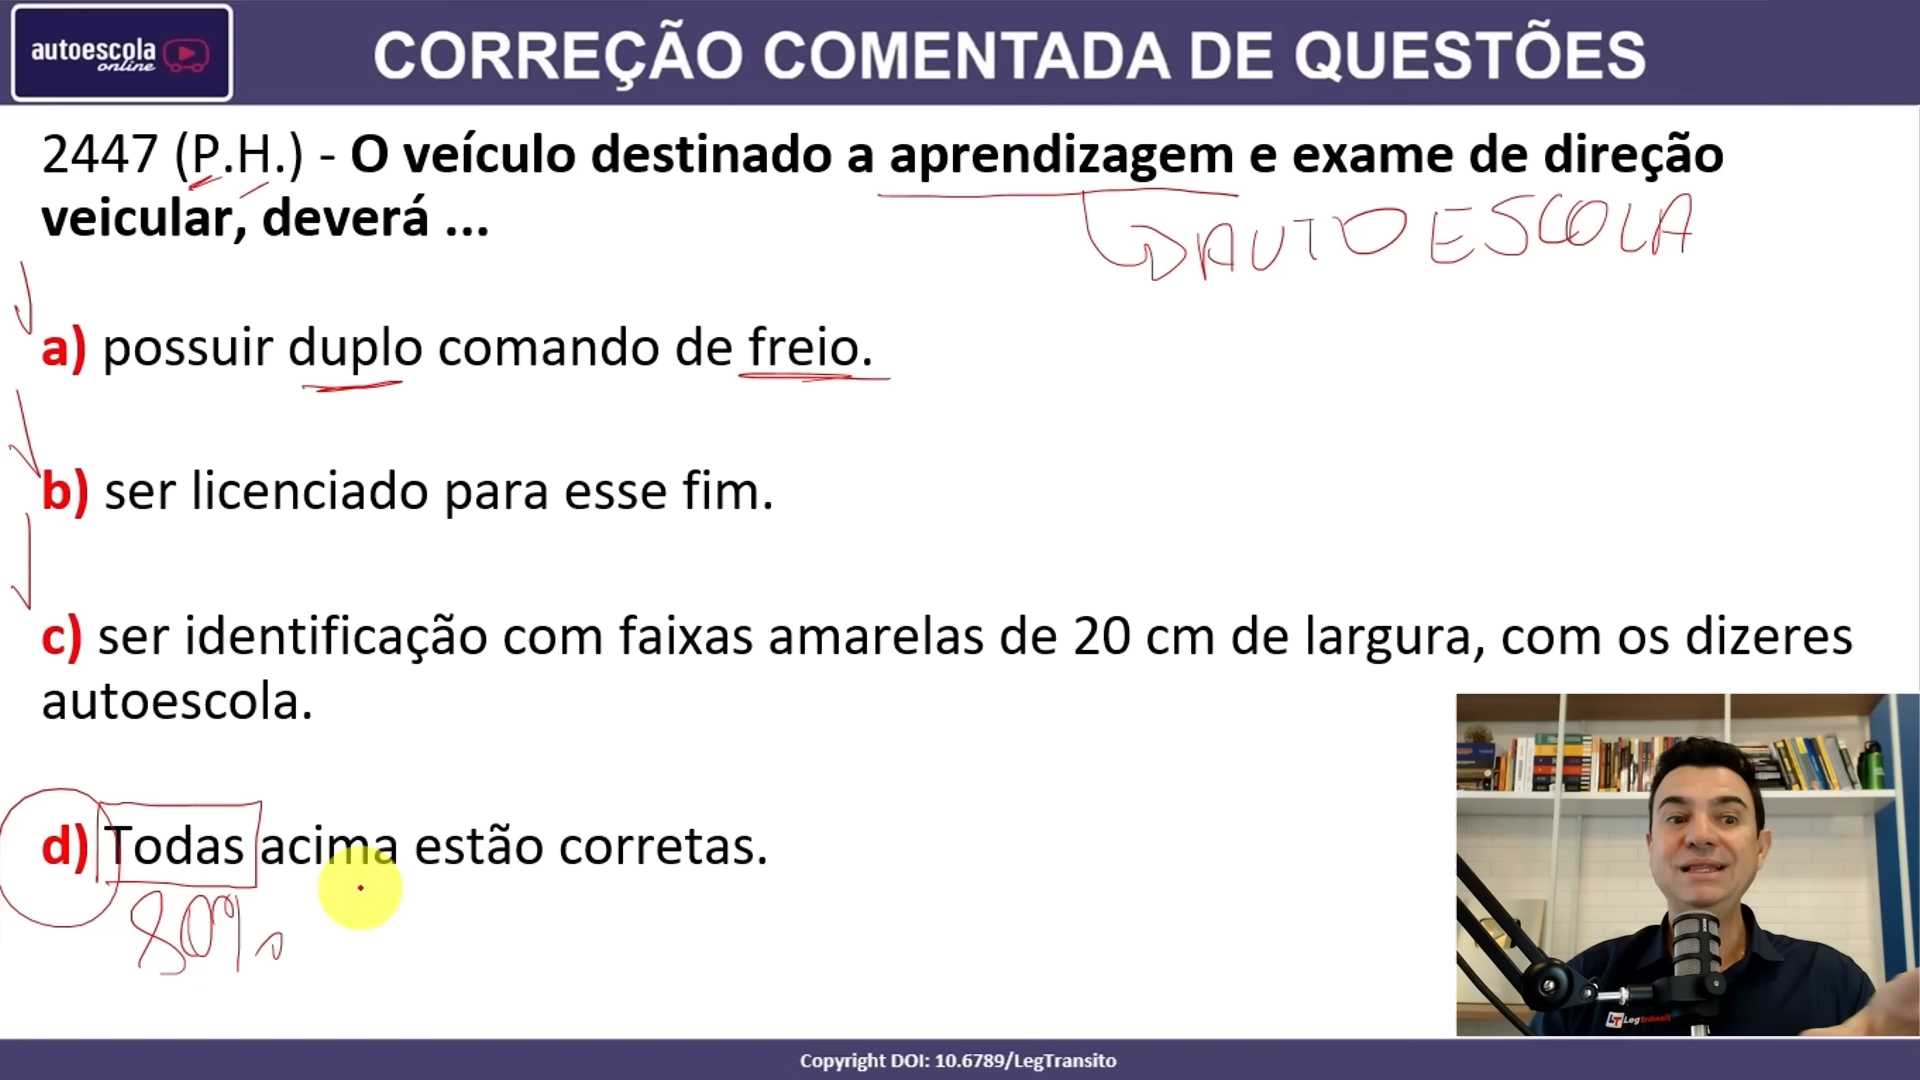 autoescola
online
CORREÇÃO COMENTADA DE QUESTÕES
2447 (P.H.) - O veículo destinado a aprendizagem e exame de direção
veicular, deverá ...
AUTO ESCOLA
a) possuir duplo comando de freio.
b) ser licenciado para esse fim.
c) ser identificação com faixas amarelas de 20 cm de largura, com os dizeres
autoescola.
d) Todas acima estão corretas.
80%
LT Legtrânsito
Copyright DOI: 10.6789/LegTransito